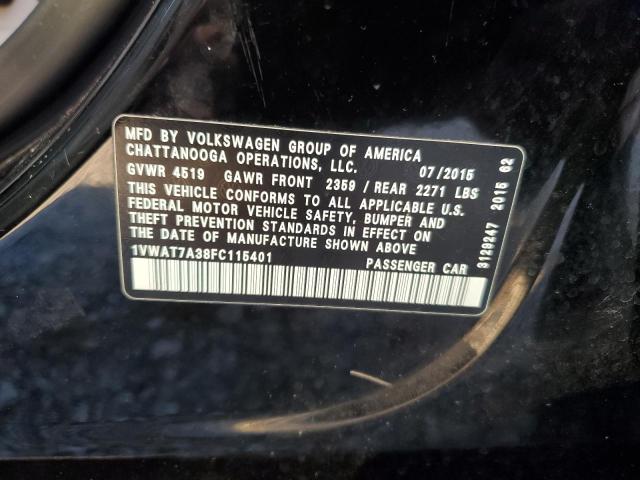 MFD BY VOLKSWAGEN GROUP OF AMERICA
CHATTANOOGA OPERATIONS, LLC. 07/2015
GVWR 4519 GAWR FRONT 2359 / REAR 2271 LBS
THIS VEHICLE CONFORMS TO ALL APPLICABLE U.S.
FEDERAL MOTOR VEHICLE SAFETY, BUMPER AND
THEFT PREVENTION STANDARDS IN EFFECT ON
THE DATE OF MANUFACTURE SHOWN ABOVE
1VWAT7A38FC115401 PASSENGER CAR
3129247 2015 62